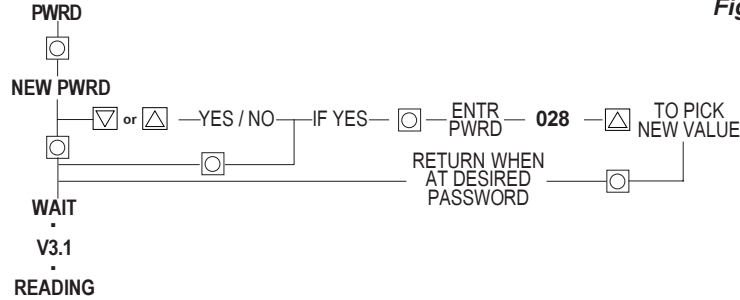 PWRD
Fig
NEW PWRD
or
YES / NO
IF YES
ENTR
PWRD
028
TO PICK
NEW VALUE
RETURN WHEN
AT DESIRED
PASSWORD
WAIT
V3.1
READING